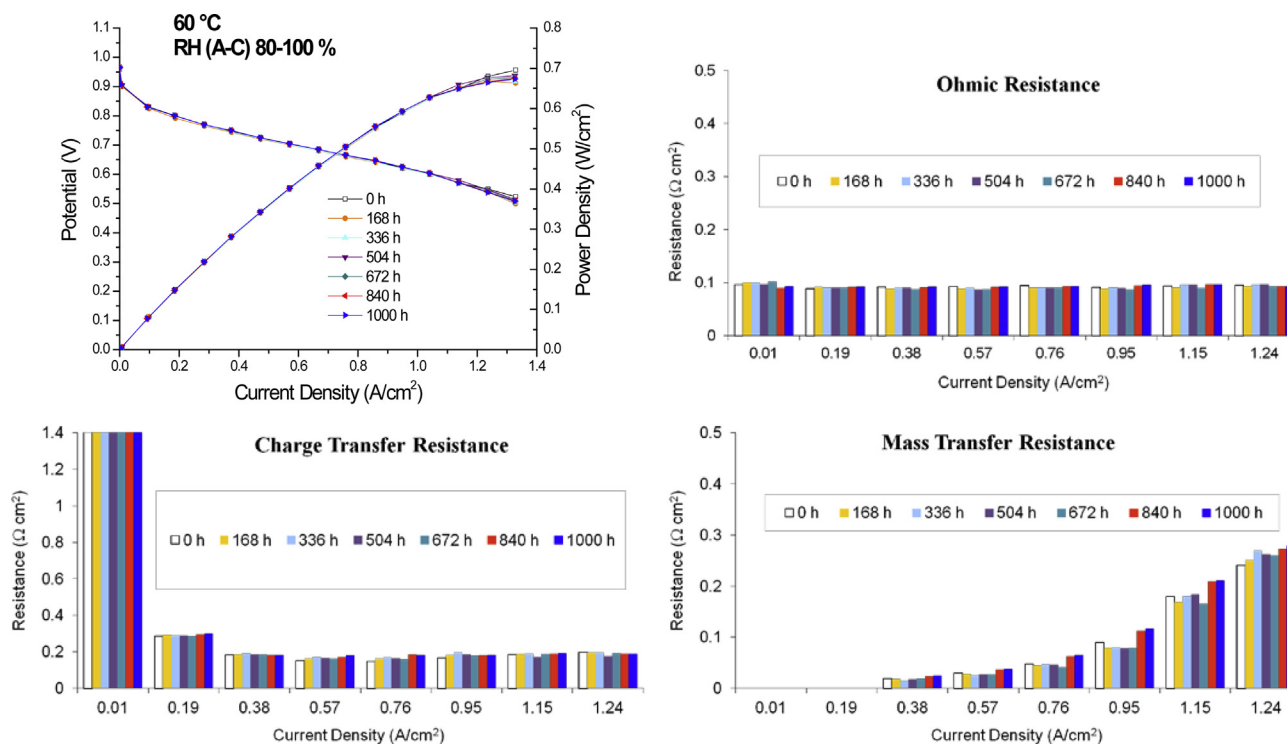 60 °C
RH (A-C) 80-100 %
1.1
1.0
0.9
0.8
0.7
0.6
0.5
0.4
0.3
0.2
0.1
0.0
Potential (V)
0.8
0.7
0.6
0.5
0.4
0.3
0.2
0.1
0.0
Power Density (W/cm²)
0 h
168 h
336 h
504 h
672 h
840 h
1000 h
0.0 0.2 0.4 0.6 0.8 1.0 1.2 1.4
Current Density (A/cm²)
Ohmic Resistance
0.5
0.4
0.3
0.2
0.1
0
Resistance (Ω cm²)
0 h 168 h 336 h 504 h 672 h 840 h 1000 h
0.01 0.19 0.38 0.57 0.76 0.95 1.15 1.24
Current Density (A/cm²)
Charge Transfer Resistance
1.4
1.2
1
0.8
0.6
0.4
0.2
0
Resistance (Ω cm²)
0 h 168 h 336 h 504 h 672 h 840 h 1000 h
0.01 0.19 0.38 0.57 0.76 0.95 1.15 1.24
Current Density (A/cm²)
Mass Transfer Resistance
0.5
0.4
0.3
0.2
0.1
0
Resistance (Ω cm²)
0 h 168 h 336 h 504 h 672 h 840 h 1000 h
0.01 0.19 0.38 0.57 0.76 0.95 1.15 1.24
Current Density (A/cm²)